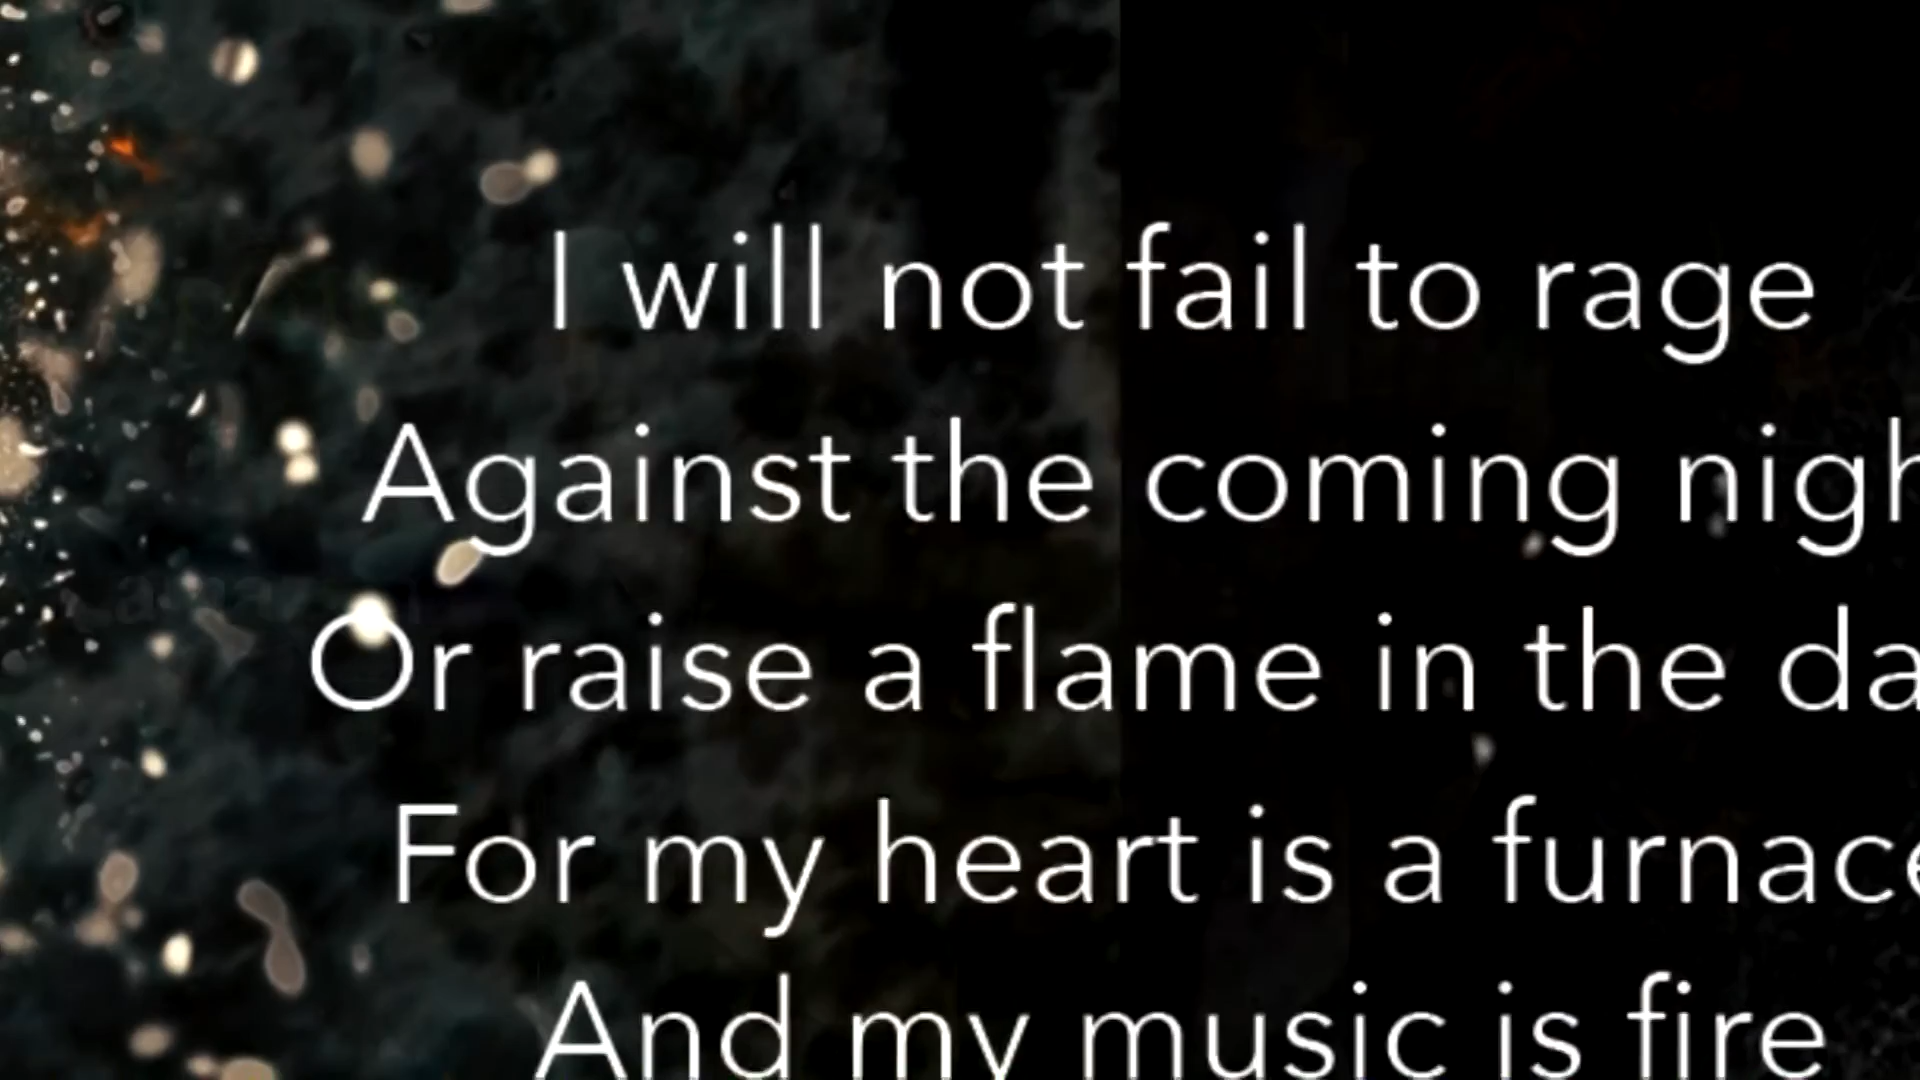 I will not fail to rage
Against the coming nigh
Or raise a flame in the da
For my heart is a furnace
And my music is fire